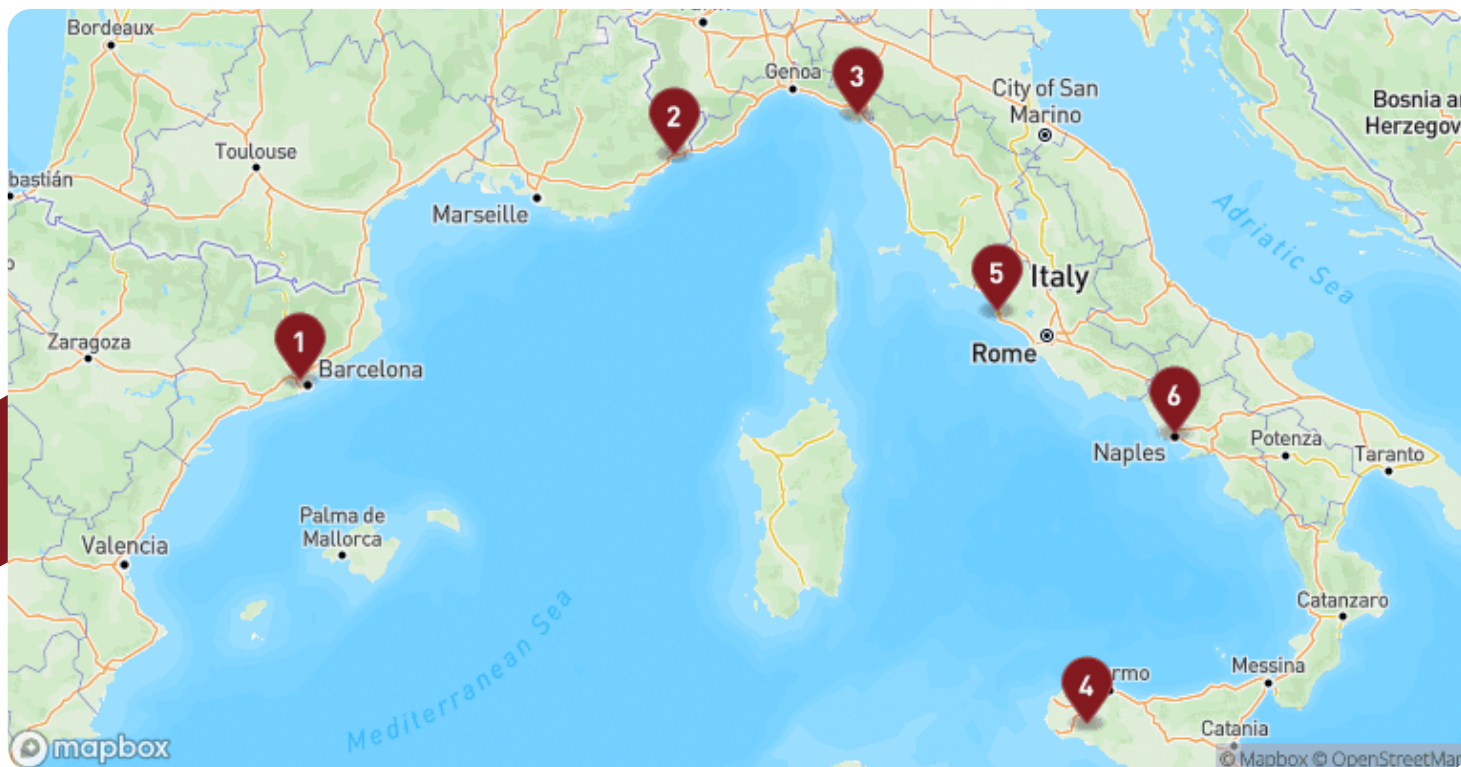 Bordeaux
Genoa
3
City of San
Marino
Bosnia a
Herzegov
2
Toulouse
bastián
Marseille
Adriatic Sea
5
Italy
1
Zaragoza
Barcelona
Rome
6
Naples
Potenza
Taranto
Palma de
Mallorca
Valencia
Catanzaro
Mediterranean Sea
Messina
4
rmo
Catania
mapbox
© Mapbox © OpenStreetMap